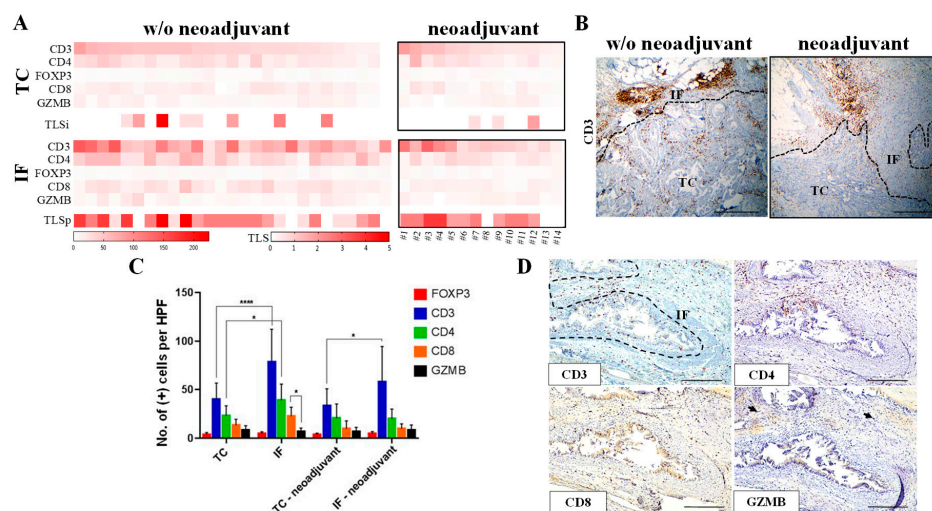 A
w/o neoadjuvant
neoadjuvant
TC
CD3
CD4
FOXP3
CD8
GZMB
TLSi
IF
CD3
CD4
FOXP3
CD8
GZMB
TLSp
0 50 100 150 200
TLS
0 1 2 3 4 5
#1 #2 #3 #4 #5 #6 #7 #8 #9 #10 #11 #12 #13 #14
B
w/o neoadjuvant
neoadjuvant
CD3
IF
TC
IF
TC
C
No. of (+) cells per HPF
150
100
50
0
****
*
*
*
FOXP3
CD3
CD4
CD8
GZMB
TC
IF
TC - neoadjuvant
IF - neoadjuvant
D
IF
CD3
CD4
CD8
GZMB